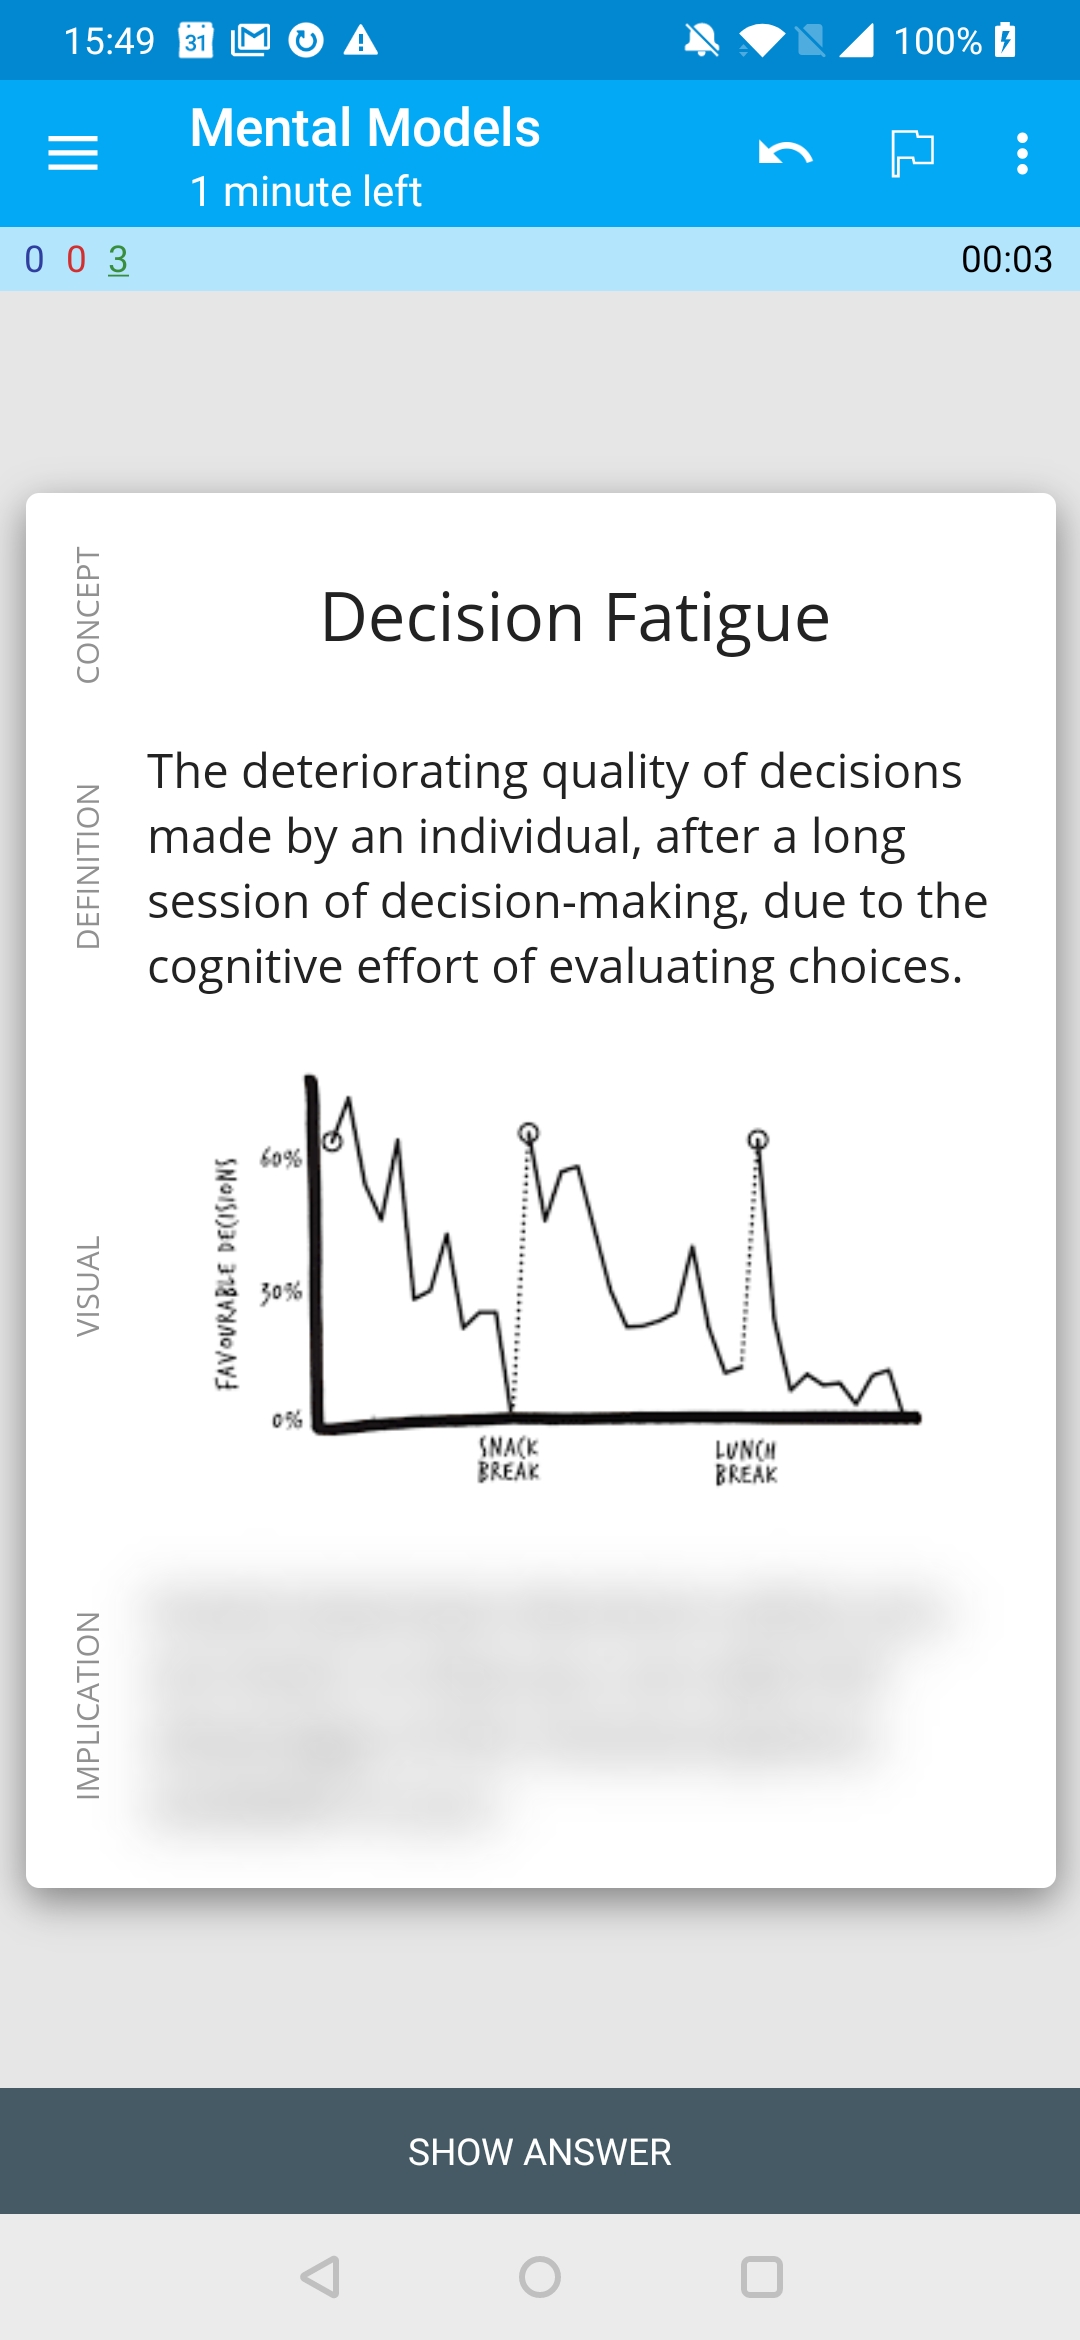 15:49 31 100%
Mental Models
1 minute left
0 0 3 00:03
CONCEPT
Decision Fatigue
DEFINITION
The deteriorating quality of decisions
made by an individual, after a long
session of decision-making, due to the
cognitive effort of evaluating choices.
VISUAL
FAVOURABLE DECISIONS
60%
30%
0%
SNACK
BREAK
LUNCH
BREAK
IMPLICATION
SHOW ANSWER